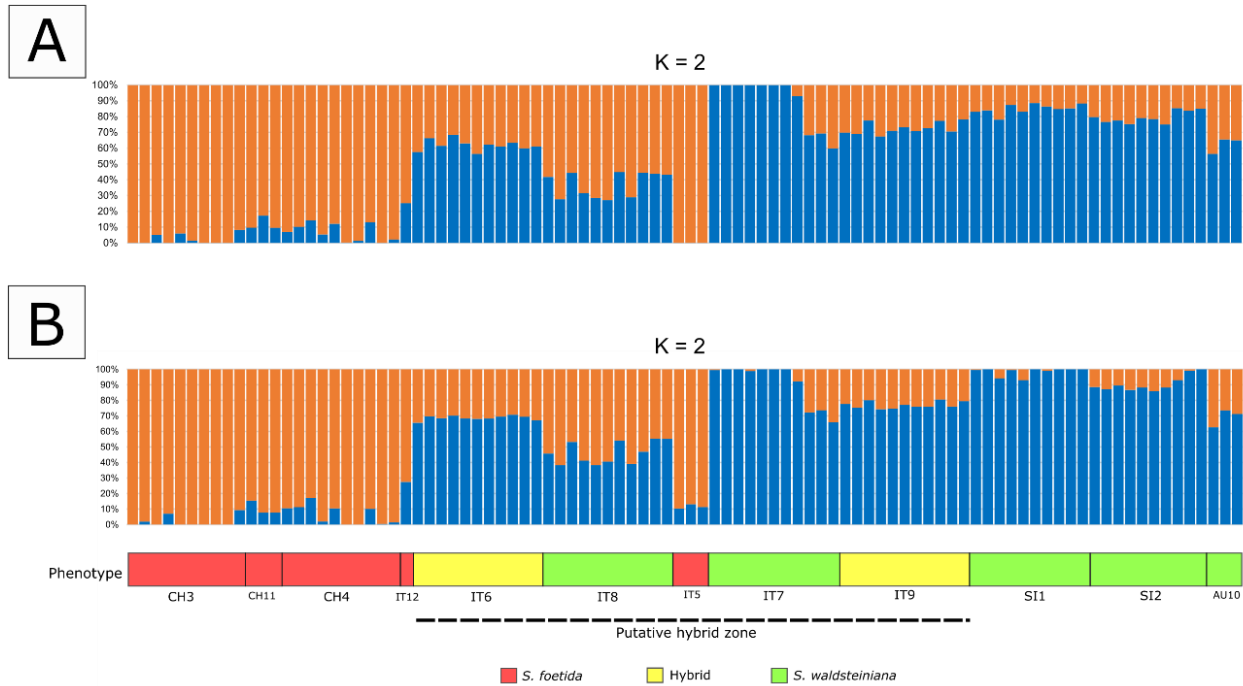 A
K = 2
100%
90%
80%
70%
60%
50%
40%
30%
20%
10%
0%
B
K = 2
100%
90%
80%
70%
60%
50%
40%
30%
20%
10%
0%
Phenotype
CH3 CH11 CH4 IT12 IT6 IT8 IT5 IT7 IT9 SI1 SI2 AU10
Putative hybrid zone
S. foetida Hybrid S. waldsteiniana